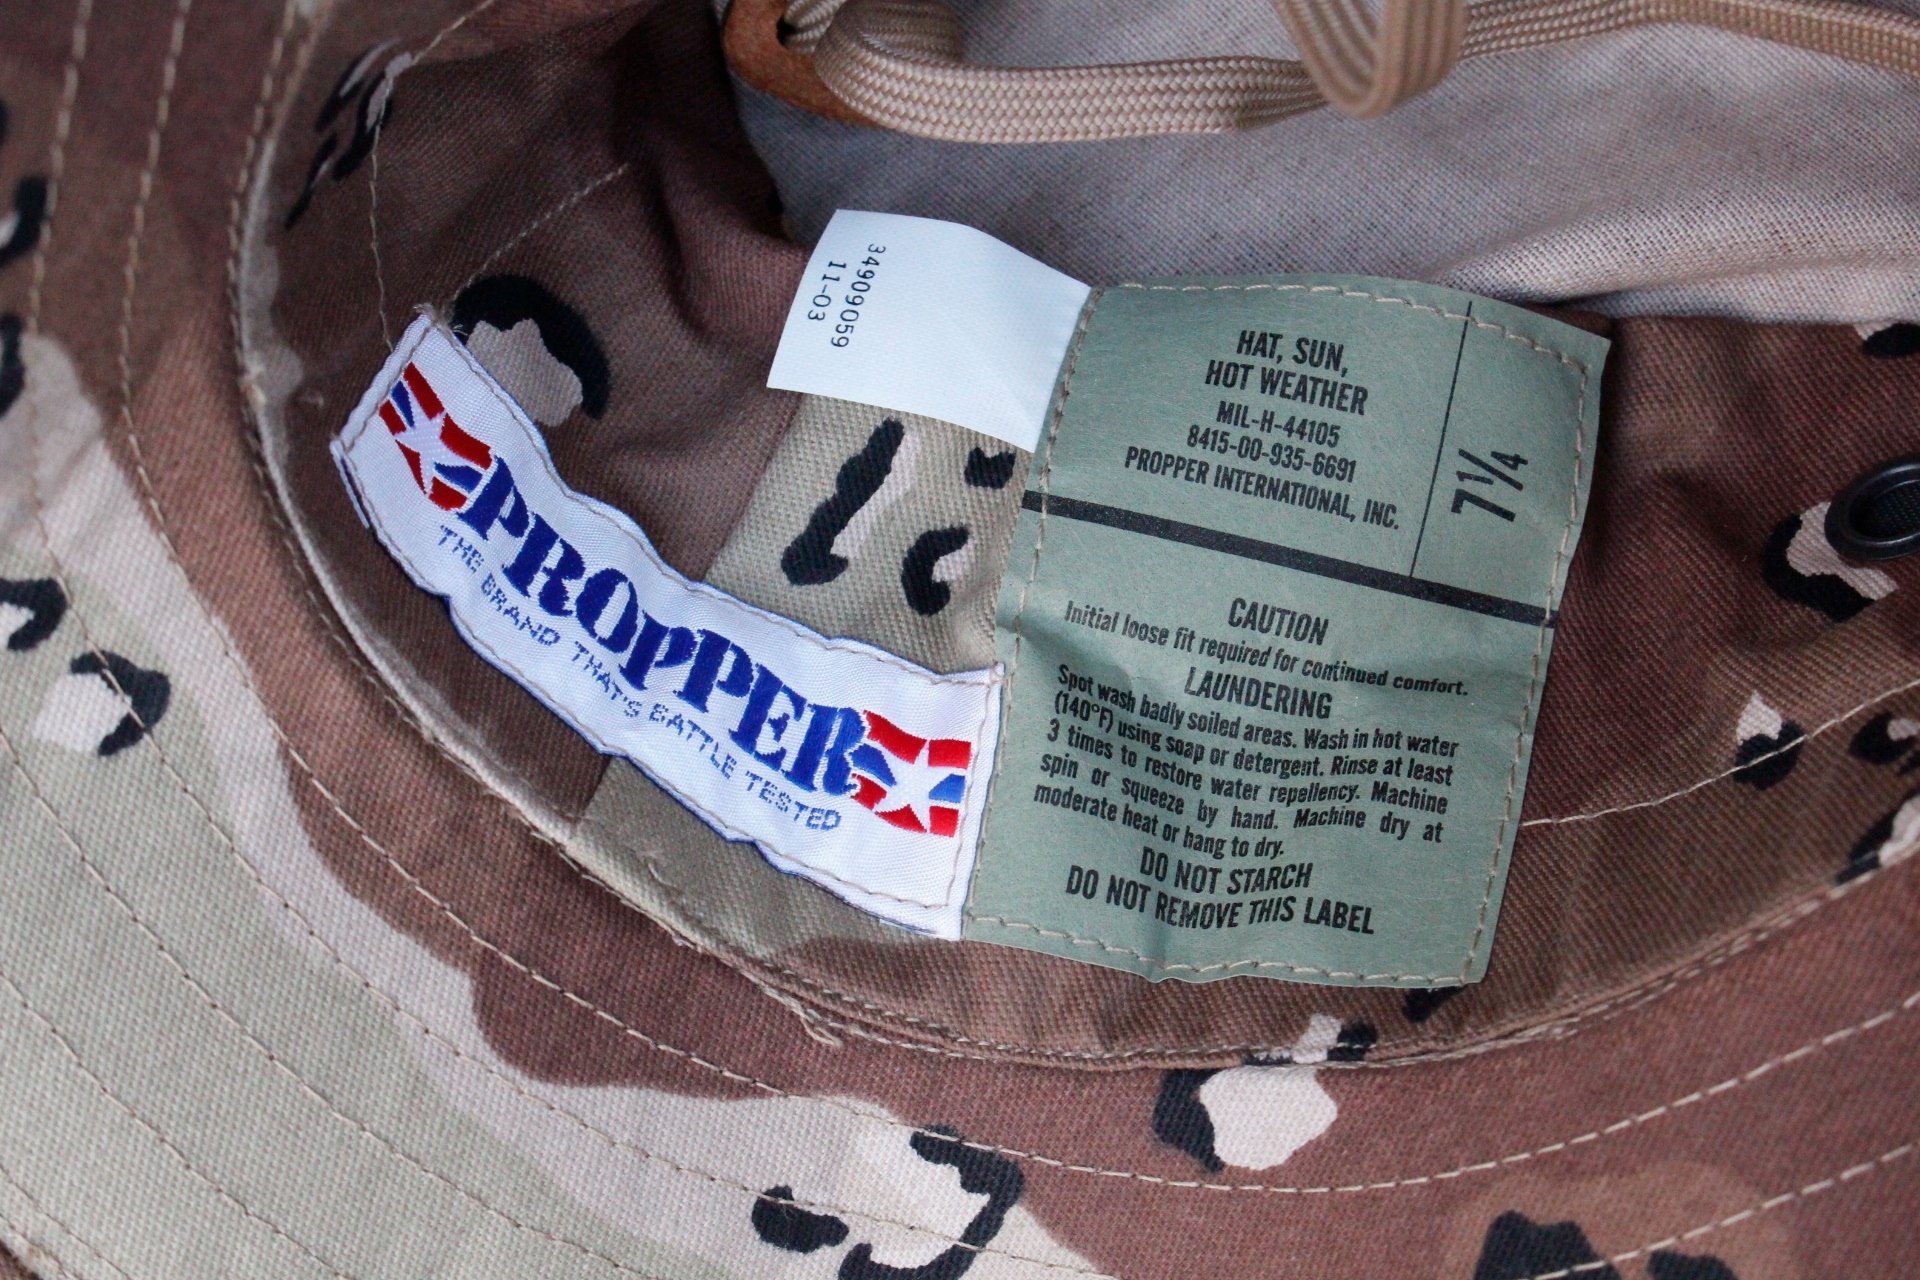 34909059
11-03
PROPPER
THE BRAND THAT'S BATTLE TESTED
HAT, SUN,
HOT WEATHER
MIL-H-44105
8415-00-935-6691
PROPPER INTERNATIONAL, INC.
7 1/4
CAUTION
Initial loose fit required for continued comfort.
LAUNDERING
Spot wash badly soiled areas. Wash in hot water
(140°F) using soap or detergent. Rinse at least
3 times to restore water repellency. Machine
spin or squeeze by hand. Machine dry at
moderate heat or hang to dry.
DO NOT STARCH
DO NOT REMOVE THIS LABEL